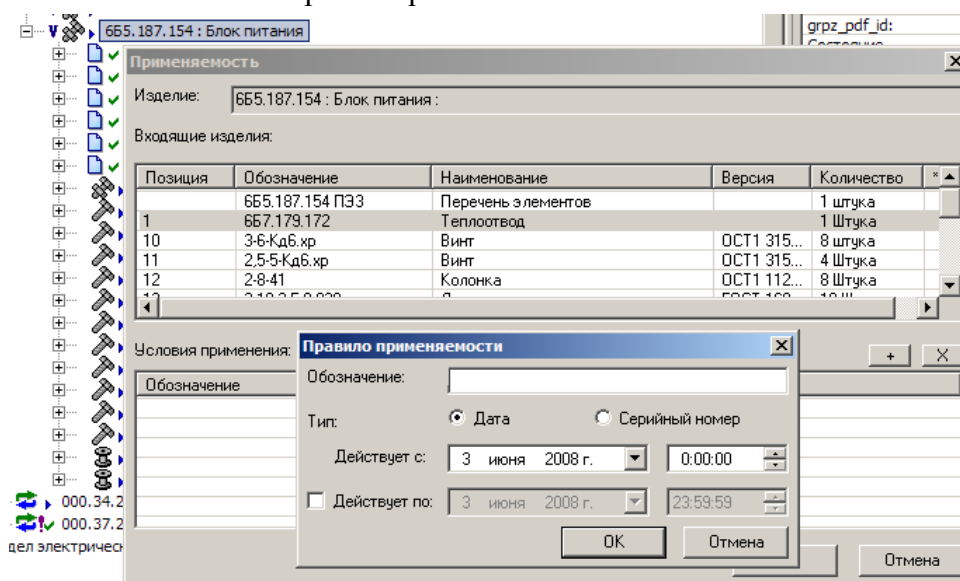 6Б5.187.154 : Блок питания
grpz_pdf_id:
Применяемость
Изделие: 6Б5.187.154 : Блок питания :
Входящие изделия:
Позиция Обозначение Наименование Версия Количество *
6Б5.187.154 ПЭ3 Перечень элементов 1 штука
1 6Б7.179.172 Теплоотвод 1 Штука
10 3-6-Кд6.хр Винт ОСТ1 315... 8 штука
11 2,5-5-Кд6.хр Винт ОСТ1 315... 4 Штука
12 2-8-41 Колонка ОСТ1 112... 8 Штука
Условия применения:
+ X
Обозначение
Правило применяемости
Обозначение:
Тип: Дата Серийный номер
Действует с: 3 июня 2008 г. 0:00:00
Действует по: 3 июня 2008 г. 23:59:59
OK Отмена
000.34.2
000.37.2
дел электричесн
Отмена